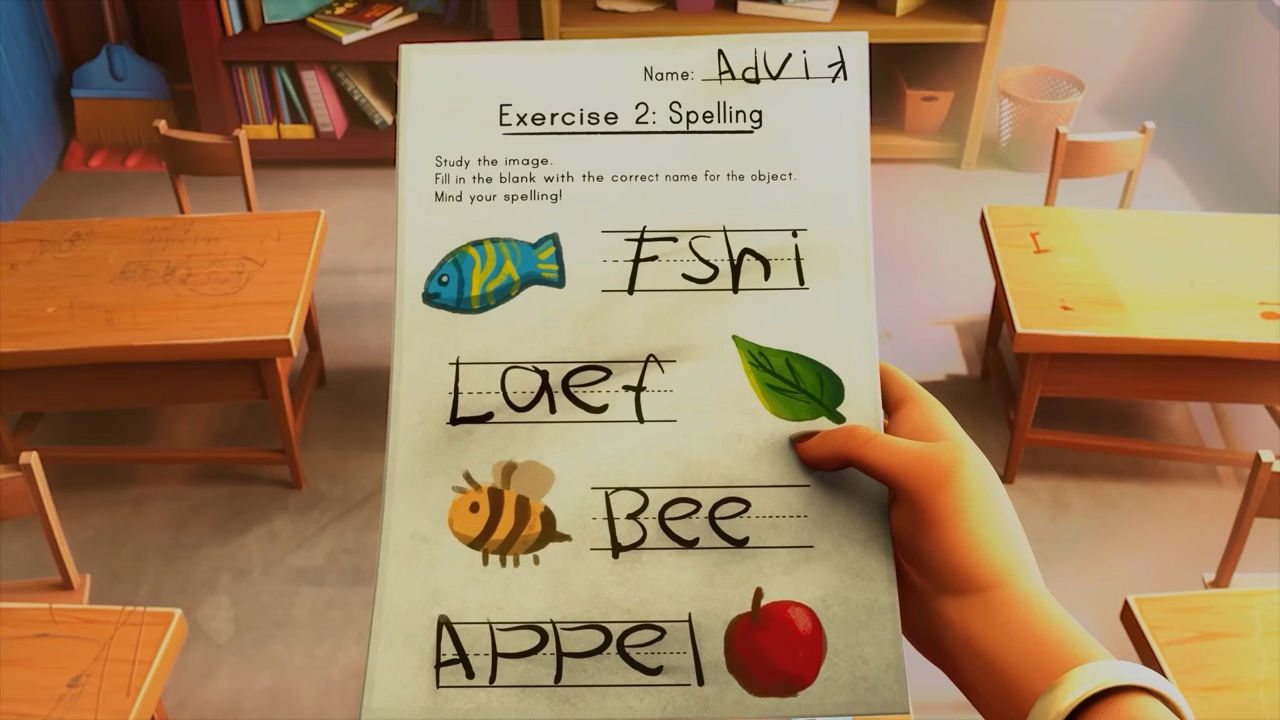 Name: Advik
Exercise 2: Spelling
Study the image.
Fill in the blank with the correct name for the object.
Mind your spelling!
Fshi
Laef
Bee
Appel